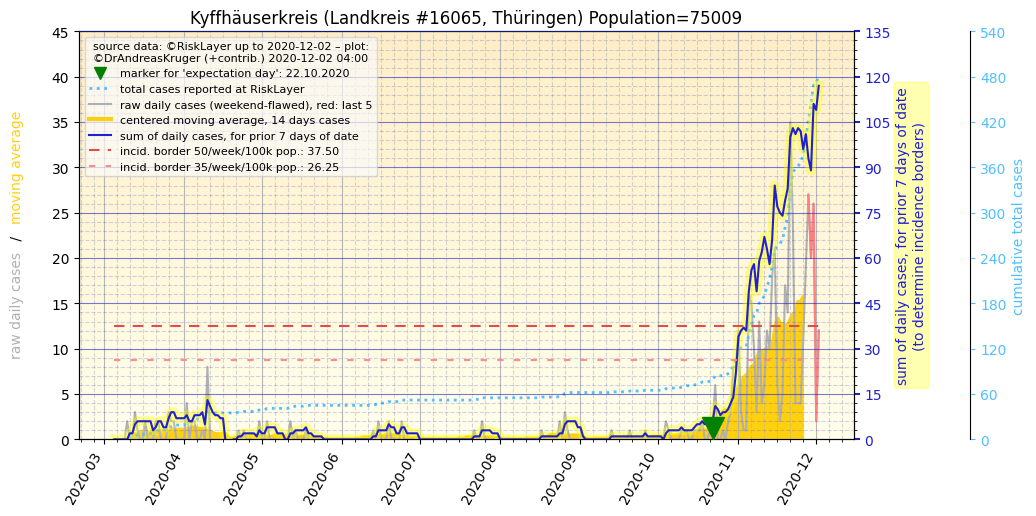 Kyffhäuserkreis (Landkreis #16065, Thüringen) Population=75009
source data: ©RiskLayer up to 2020-12-02 – plot:
©DrAndreasKruger (+contrib.) 2020-12-02 04:00
marker for 'expectation day': 22.10.2020
total cases reported at RiskLayer
raw daily cases (weekend-flawed), red: last 5
centered moving average, 14 days cases
sum of daily cases, for prior 7 days of date
incid. border 50/week/100k pop.: 37.50
incid. border 35/week/100k pop.: 26.25
raw daily cases / moving average
45
40
35
30
25
20
15
10
5
0
2020-03
2020-04
2020-05
2020-06
2020-07
2020-08
2020-09
2020-10
2020-11
2020-12
135
120
105
90
75
60
45
30
15
0
sum of daily cases, for prior 7 days of date
(to determine incidence borders)
540
480
420
360
300
240
180
120
60
0
cumulative total cases